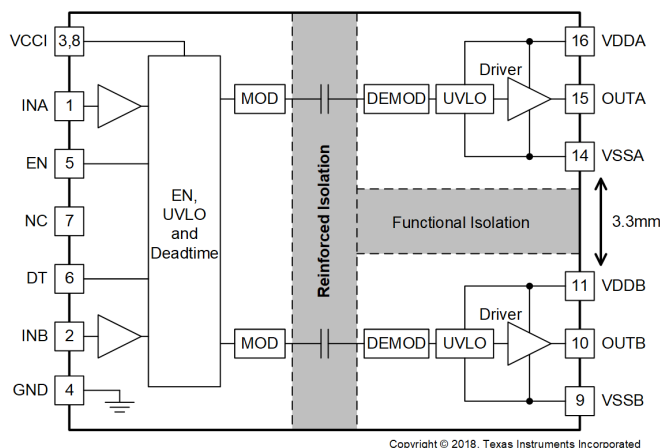 VCCI 3,8
INA 1
EN 5
NC 7
DT 6
INB 2
GND 4
EN,
UVLO
and
Deadtime
MOD
MOD
Reinforced Isolation
DEMOD
UVLO
Driver
Functional Isolation
DEMOD
UVLO
Driver
16 VDDA
15 OUTA
14 VSSA
3.3mm
11 VDDB
10 OUTB
9 VSSB
Copyright © 2018, Texas Instruments Incorporated